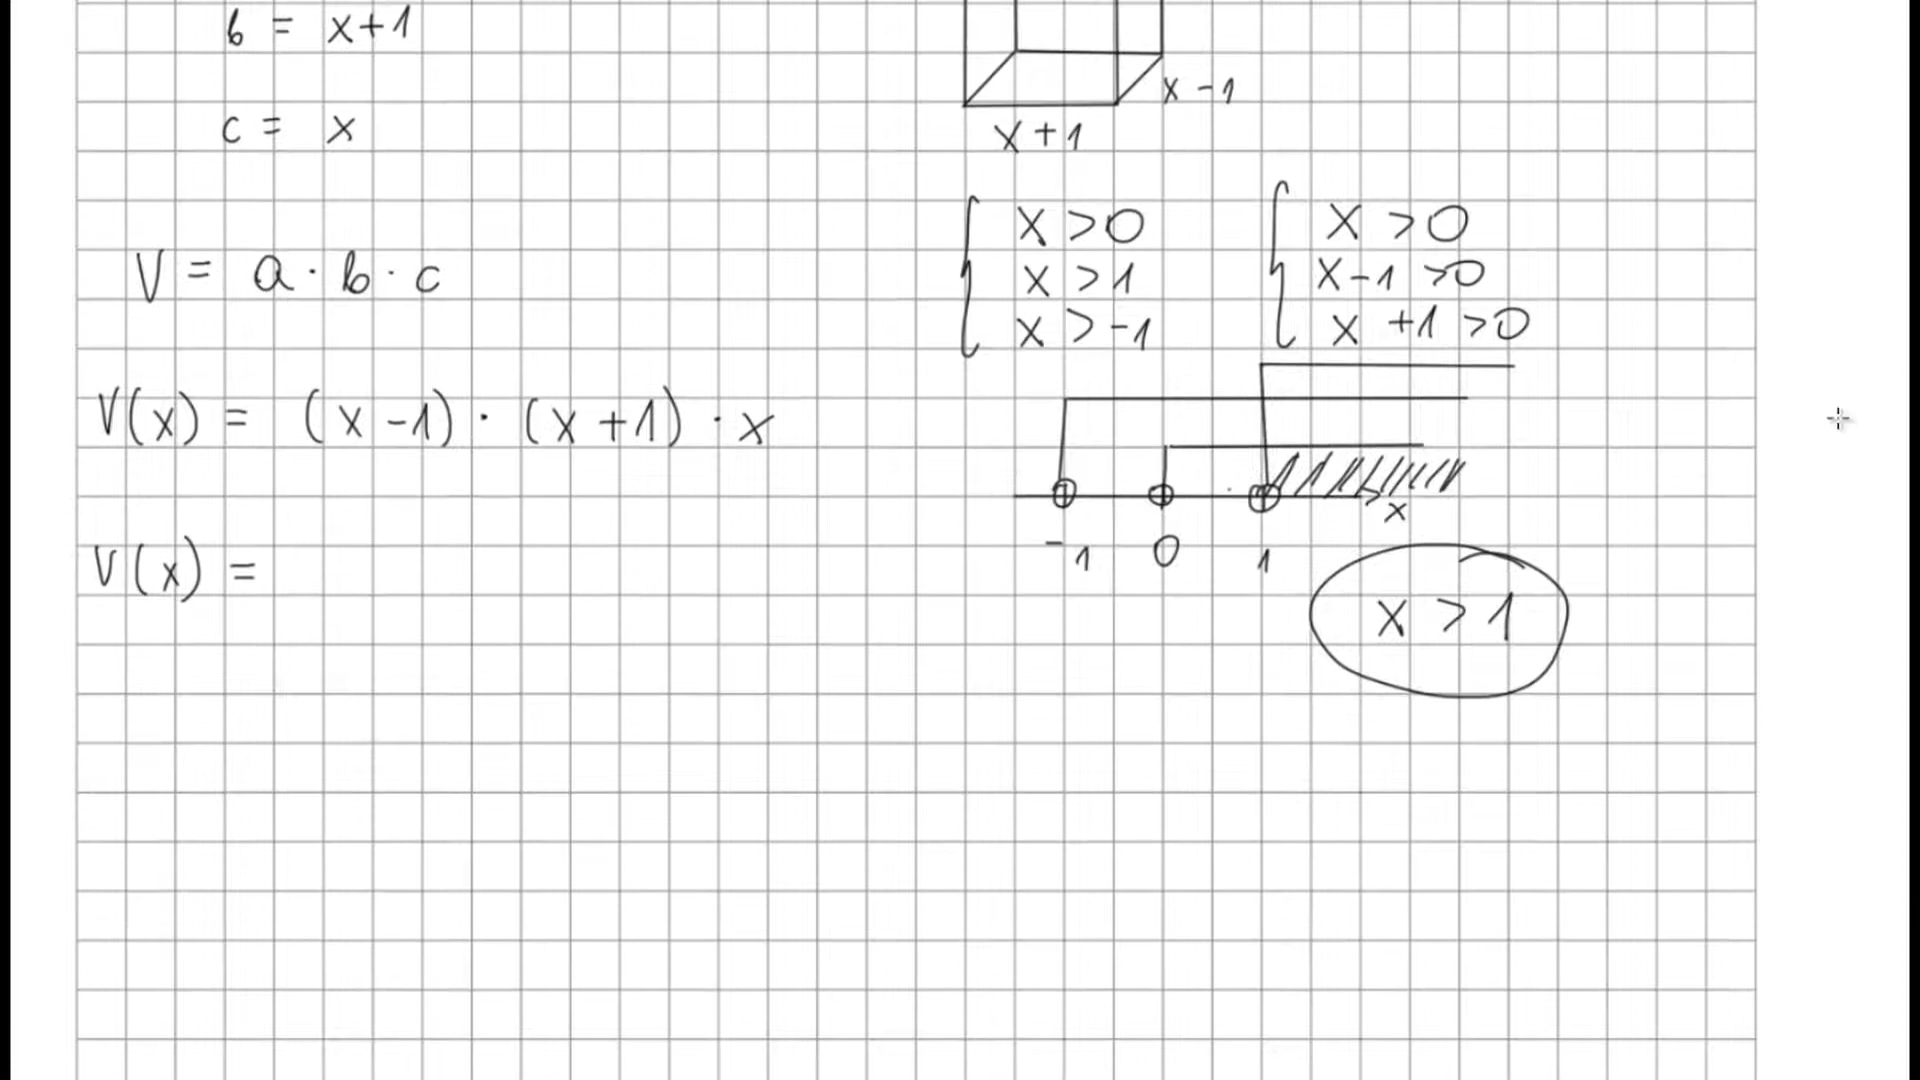 b = x+1
c = x
x-1
x+1
V = a · b · c
V(x) = (x-1) · (x+1) · x
V(x) =
x >0
x >1
x >-1
x >0
x-1 >0
x +1 >0
x
-1 0 1
x >1